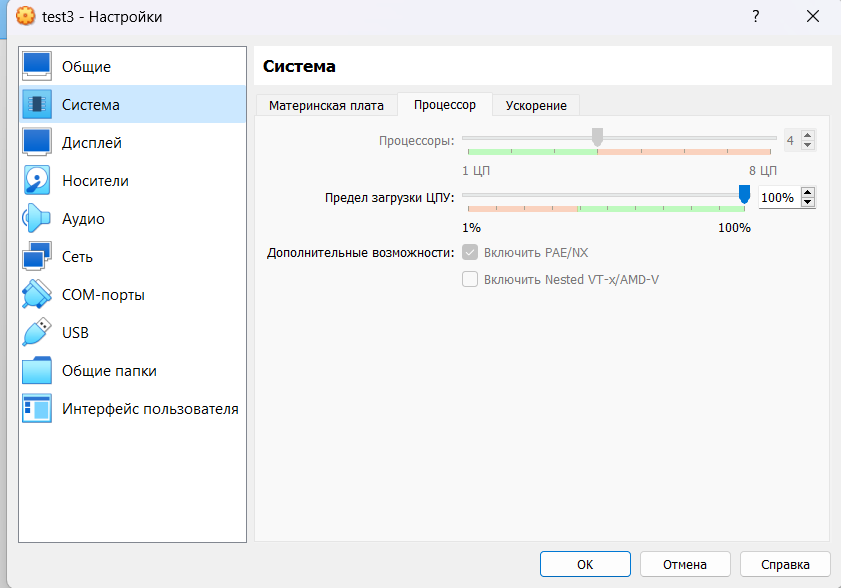 test3 - Настройки
?
Общие
Система
Дисплей
Носители
Аудио
Сеть
COM-порты
USB
Общие папки
Интерфейс пользователя
Система
Материнская плата
Процессор
Ускорение
Процессоры:
4
1 ЦП
8 ЦП
Предел загрузки ЦПУ:
100%
1%
100%
Дополнительные возможности:
Включить PAE/NX
Включить Nested VT-x/AMD-V
OK
Отмена
Справка